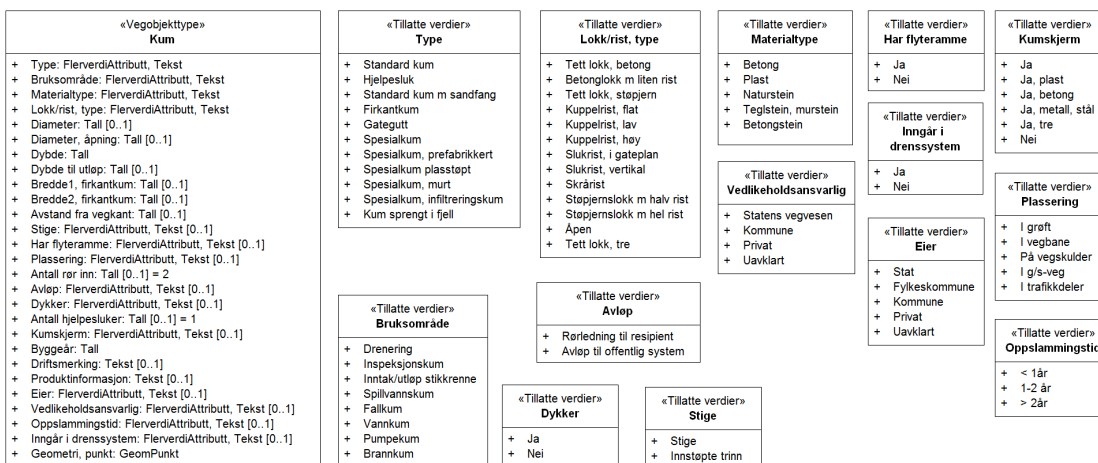 «Vegobjekttype»
Kum
+ Type: FlerverdiAttributt, Tekst
+ Bruksområde: FlerverdiAttributt, Tekst
+ Materialtype: FlerverdiAttributt, Tekst
+ Lokk/rist, type: FlerverdiAttributt, Tekst
+ Diameter: Tall [0..1]
+ Diameter, åpning: Tall [0..1]
+ Dybde: Tall
+ Dybde til utløp: Tall [0..1]
+ Bredde1, firkantkum: Tall [0..1]
+ Bredde2, firkantkum: Tall [0..1]
+ Avstand fra vegkant: Tall [0..1]
+ Stige: FlerverdiAttributt, Tekst [0..1]
+ Har flyteramme: FlerverdiAttributt, Tekst [0..1]
+ Plassering: FlerverdiAttributt, Tekst [0..1]
+ Antall rør inn: Tall [0..1] = 2
+ Avløp: FlerverdiAttributt, Tekst [0..1]
+ Dykker: FlerverdiAttributt, Tekst [0..1]
+ Antall hjelpesluker: Tall [0..1] = 1
+ Kumskjerm: FlerverdiAttributt, Tekst [0..1]
+ Byggeår: Tall
+ Driftsmerking: Tekst [0..1]
+ Produktinformasjon: Tekst [0..1]
+ Eier: FlerverdiAttributt, Tekst [0..1]
+ Vedlikeholdsansvarlig: FlerverdiAttributt, Tekst [0..1]
+ Oppslammingstid: FlerverdiAttributt, Tekst [0..1]
+ Inngår i drenssystem: FlerverdiAttributt, Tekst [0..1]
+ Geometri, punkt: GeomPunkt
«Tillatte verdier»
Type
+ Standard kum
+ Hjelpesluk
+ Standard kum m sandfang
+ Firkantkum
+ Gategutt
+ Spesialkum
+ Spesialkum, prefabrikkert
+ Spesialkum plasstøpt
+ Spesialkum, murt
+ Spesialkum, infiltreringskum
+ Kum sprengt i fjell
«Tillatte verdier»
Bruksområde
+ Drenering
+ Inspeksjonskum
+ Inntak/utløp stikkrenne
+ Spillvannskum
+ Fallkum
+ Vannkum
+ Pumpekum
+ Brannkum
«Tillatte verdier»
Lokk/rist, type
+ Tett lokk, betong
+ Betonglokk m liten rist
+ Tett lokk, støpjern
+ Kuppelrist, flat
+ Kuppelrist, lav
+ Kuppelrist, høy
+ Slukrist, i gateplan
+ Slukrist, vertikal
+ Skrårist
+ Støpjernslokk m halv rist
+ Støpjernslokk m hel rist
+ Åpen
+ Tett lokk, tre
«Tillatte verdier»
Avløp
+ Rørledning til resipient
+ Avløp til offentlig system
«Tillatte verdier»
Dykker
+ Ja
+ Nei
«Tillatte verdier»
Stige
+ Stige
+ Innstøpte trinn
«Tillatte verdier»
Materialtype
+ Betong
+ Plast
+ Naturstein
+ Teglstein, murstein
+ Betongstein
«Tillatte verdier»
Vedlikeholdsansvarlig
+ Statens vegvesen
+ Kommune
+ Privat
+ Uavklart
«Tillatte verdier»
Har flyteramme
+ Ja
+ Nei
«Tillatte verdier»
Inngår i
drenssystem
+ Ja
+ Nei
«Tillatte verdier»
Eier
+ Stat
+ Fylkeskommune
+ Kommune
+ Privat
+ Uavklart
«Tillatte verdier»
Kumskjerm
+ Ja
+ Ja, plast
+ Ja, betong
+ Ja, metall, stål
+ Ja, tre
+ Nei
«Tillatte verdier»
Plassering
+ I grøft
+ I vegbane
+ På vegskulder
+ I g/s-veg
+ I trafikkdeler
«Tillatte verdier»
Oppslammingstid
+ < 1år
+ 1-2 år
+ > 2år